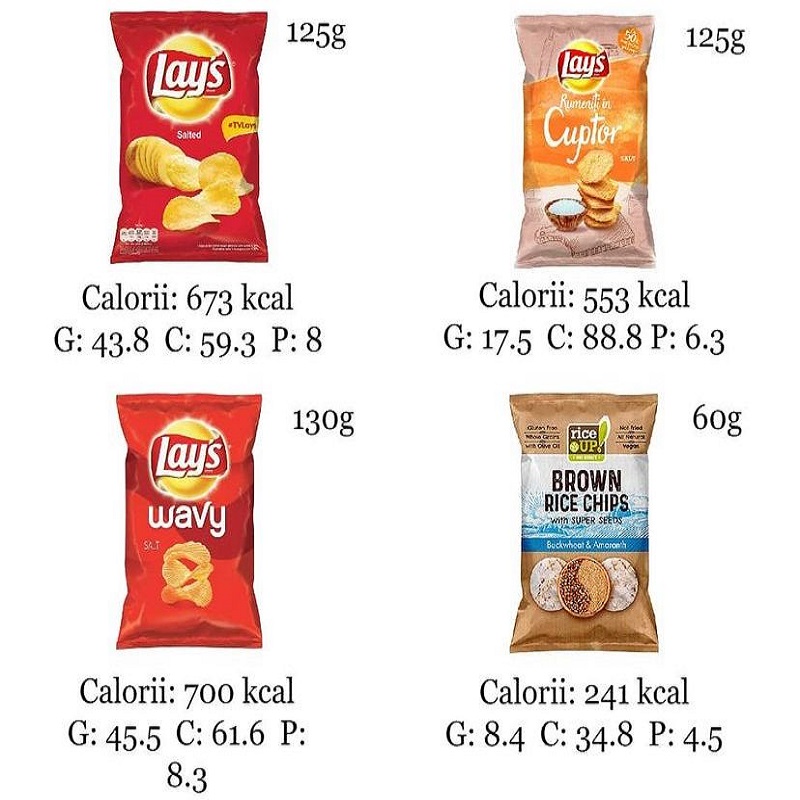 Lay's
Salted
#TVLays
125g
Calorii: 673 kcal
G: 43.8 C: 59.3 P: 8
Lay's
Rumeniți in
Cuptor
50%
125g
Calorii: 553 kcal
G: 17.5 C: 88.8 P: 6.3
Lay's
wavy
SALT
130g
Calorii: 700 kcal
G: 45.5 C: 61.6 P:
8.3
Gluten Free
Whole Grains
with Olive Oil
rice
UP!
Not Fried
All Natural
Vegan
BROWN
RICE CHIPS
with SUPER SEEDS
Buckwheat & Amaranth
60g
Calorii: 241 kcal
G: 8.4 C: 34.8 P: 4.5